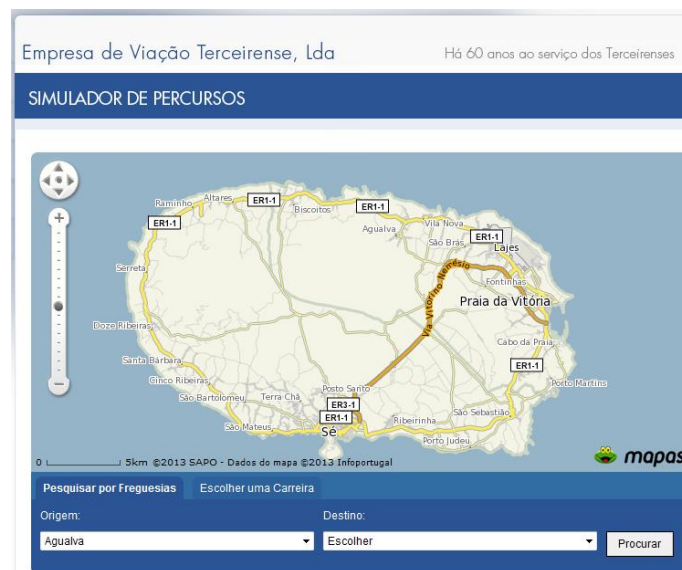 Empresa de Viação Terceirense, Lda
Há 60 anos ao serviço dos Terceirenses
SIMULADOR DE PERCURSOS
Raminho
Altares
ER1-1
Biscoitos
ER1-1
ER1-1
Agualva
Vila Nova
São Brás
ER1-1
Lajes
Serreta
Fontinhas
Via Vitorino Nemésio
Praia da Vitória
Doze Ribeiras
Cabo da Praia
Santa Bárbara
ER1-1
Cinco Ribeiras
Posto Santo
Porto Martins
São Bartolomeu
Terra Chã
ER3-1
ER1-1
São Sebastião
São Mateus
Sé
Ribeirinha
Porto Judeu
0 5km ©2013 SAPO - Dados do mapa ©2013 Infoportugal
mapas
Pesquisar por Freguesias Escolher uma Carreira
Origem: Destino:
Agualva Escolher Procurar